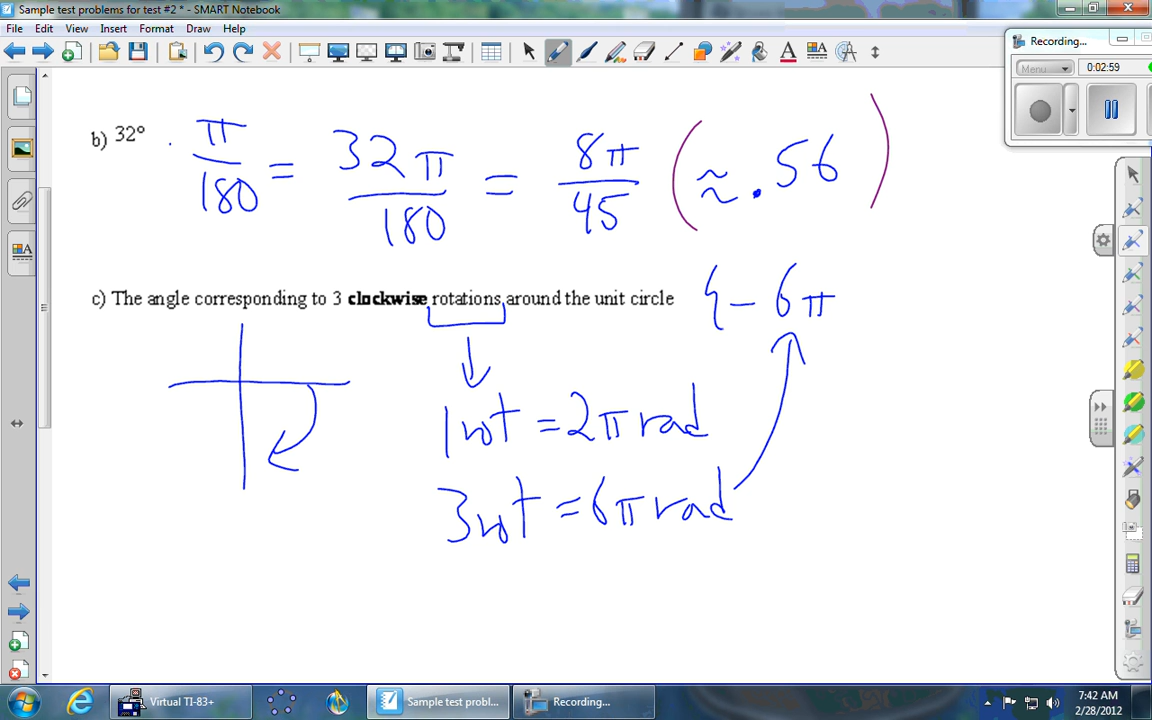 Sample test problems for test #2 * - SMART Notebook
File Edit View Insert Format Draw Help
Recording...
Menu 0:02:59
b) 32° · π/180 = 32π/180 = 8π/45 (≈ .56)
c) The angle corresponding to 3 clockwise rotations around the unit circle { - 6π
1 rot = 2π rad
3 rot = 6π rad
Virtual TI-83+ Sample test probl... Recording... 7:42 AM
2/28/2012